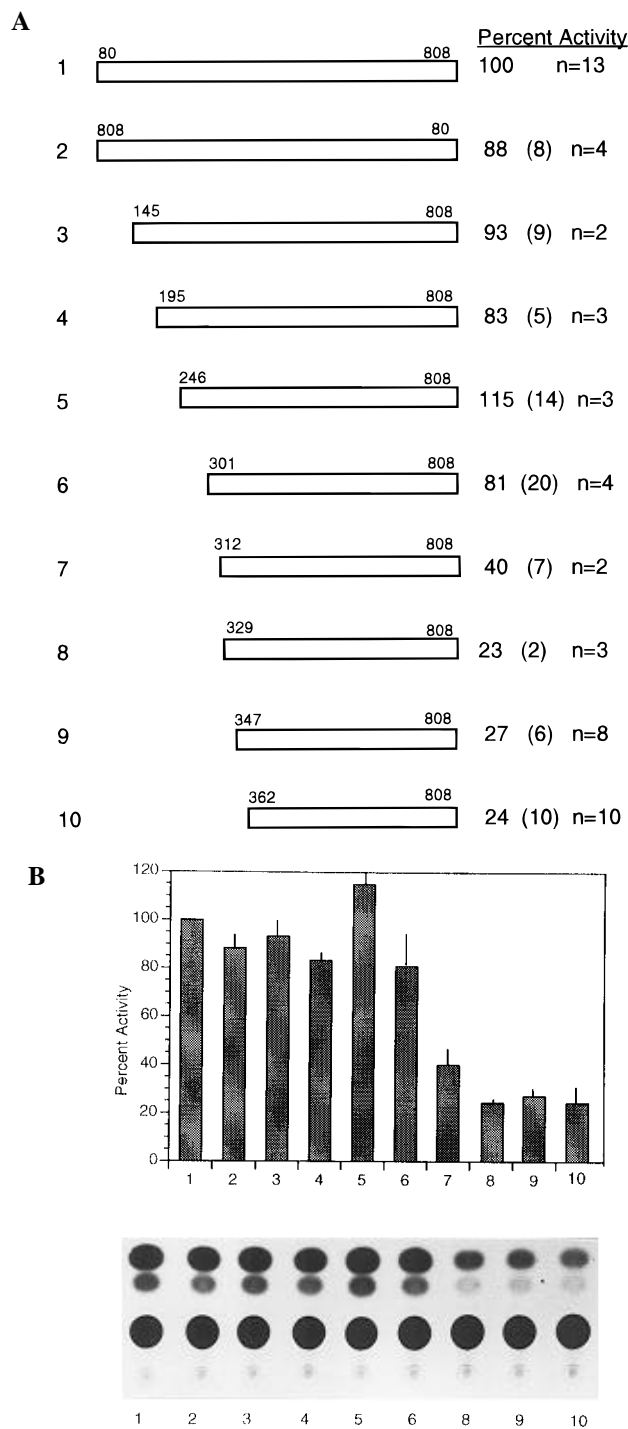 A
Percent Activity
1 80 808 100 n=13
2 808 80 88 (8) n=4
3 145 808 93 (9) n=2
4 195 808 83 (5) n=3
5 246 808 115 (14) n=3
6 301 808 81 (20) n=4
7 312 808 40 (7) n=2
8 329 808 23 (2) n=3
9 347 808 27 (6) n=8
10 362 808 24 (10) n=10
B
Percent Activity
120
100
80
60
40
20
0
1 2 3 4 5 6 7 8 9 10
1 2 3 4 5 6 8 9 10